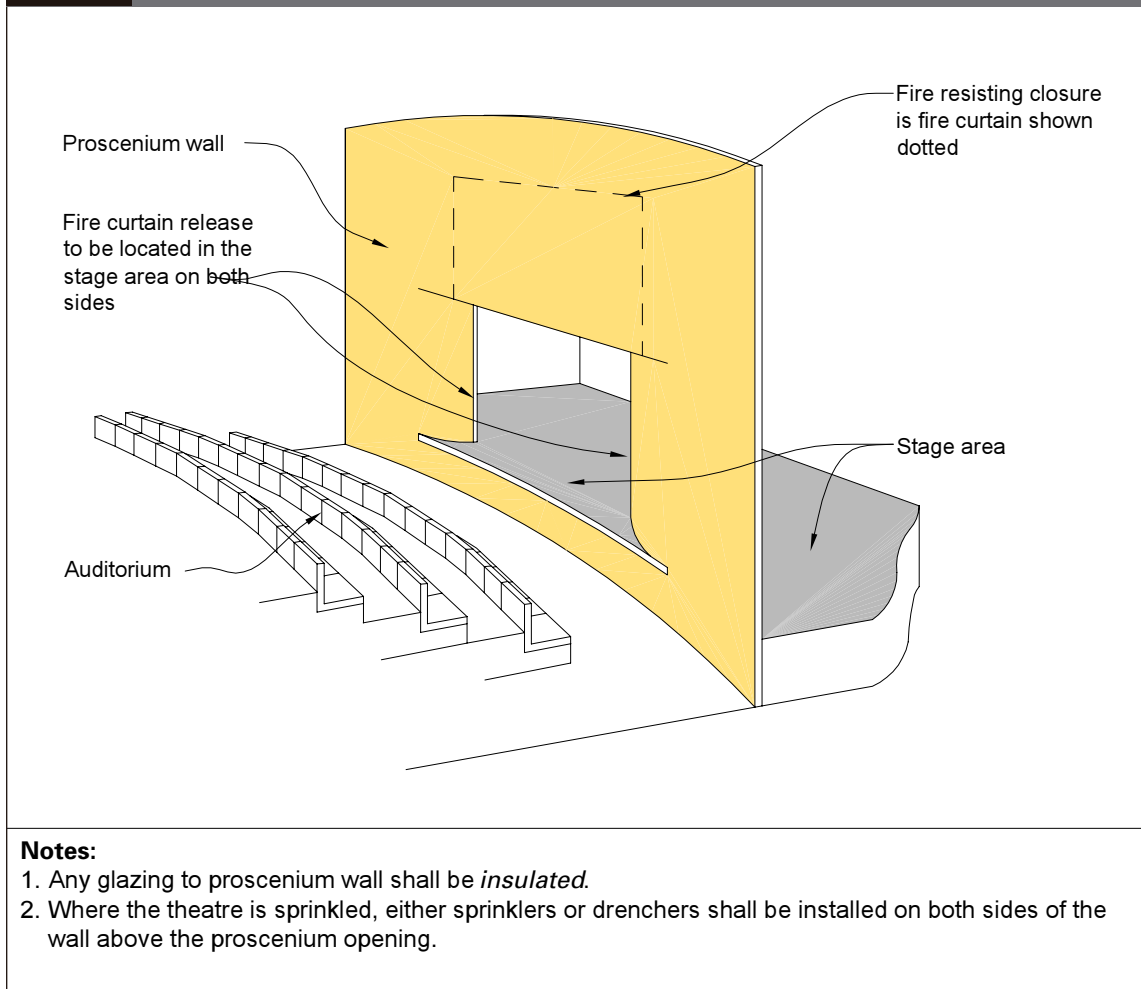 Proscenium wall
Fire curtain release
to be located in the
stage area on both
sides
Auditorium
Fire resisting closure
is fire curtain shown
dotted
Stage area
Notes:
1. Any glazing to proscenium wall shall be insulated.
2. Where the theatre is sprinkled, either sprinklers or drenchers shall be installed on both sides of the
wall above the proscenium opening.